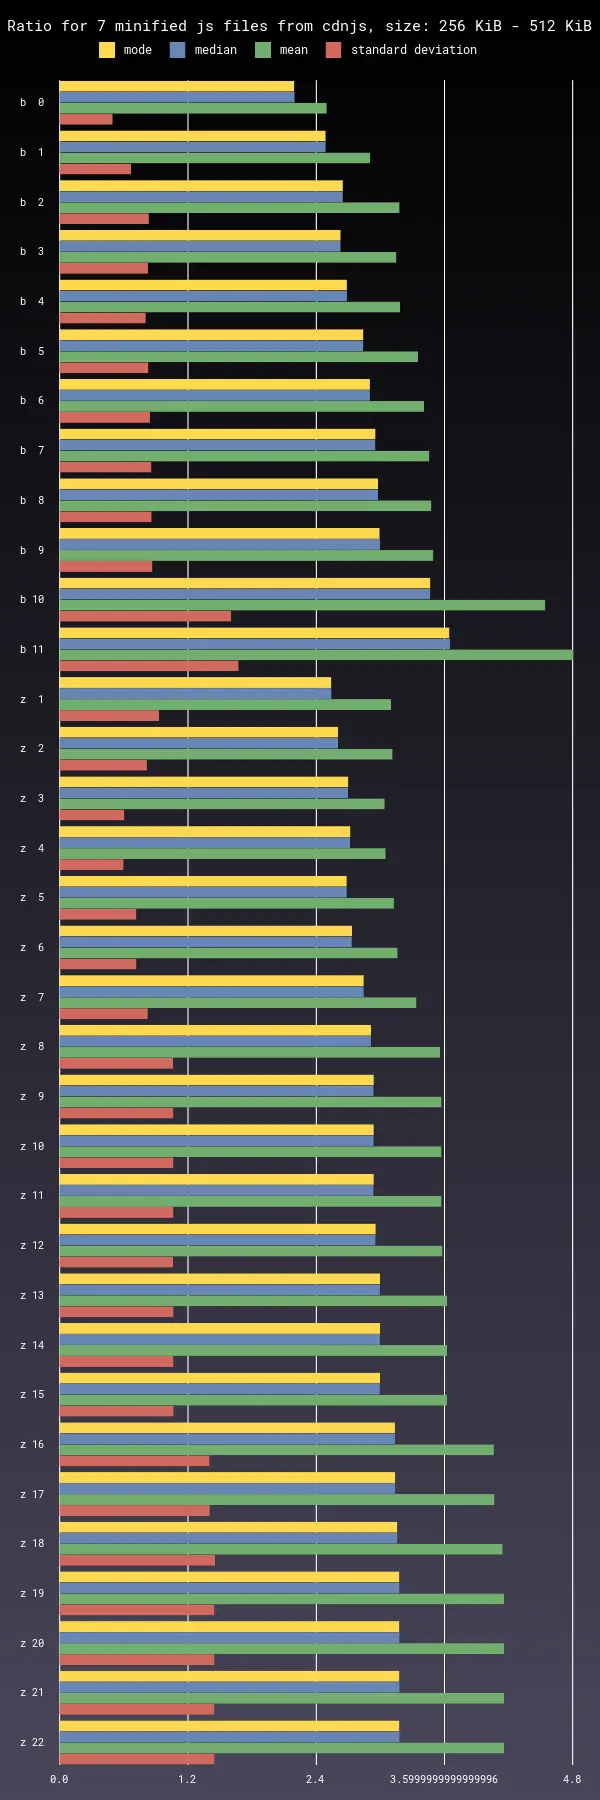 Ratio for 7 minified js files from cdnjs, size: 256 KiB - 512 KiB
mode median mean standard deviation
b 0
b 1
b 2
b 3
b 4
b 5
b 6
b 7
b 8
b 9
b 10
b 11
z 1
z 2
z 3
z 4
z 5
z 6
z 7
z 8
z 9
z 10
z 11
z 12
z 13
z 14
z 15
z 16
z 17
z 18
z 19
z 20
z 21
z 22
0.0 1.2 2.4 3.5999999999999996 4.8